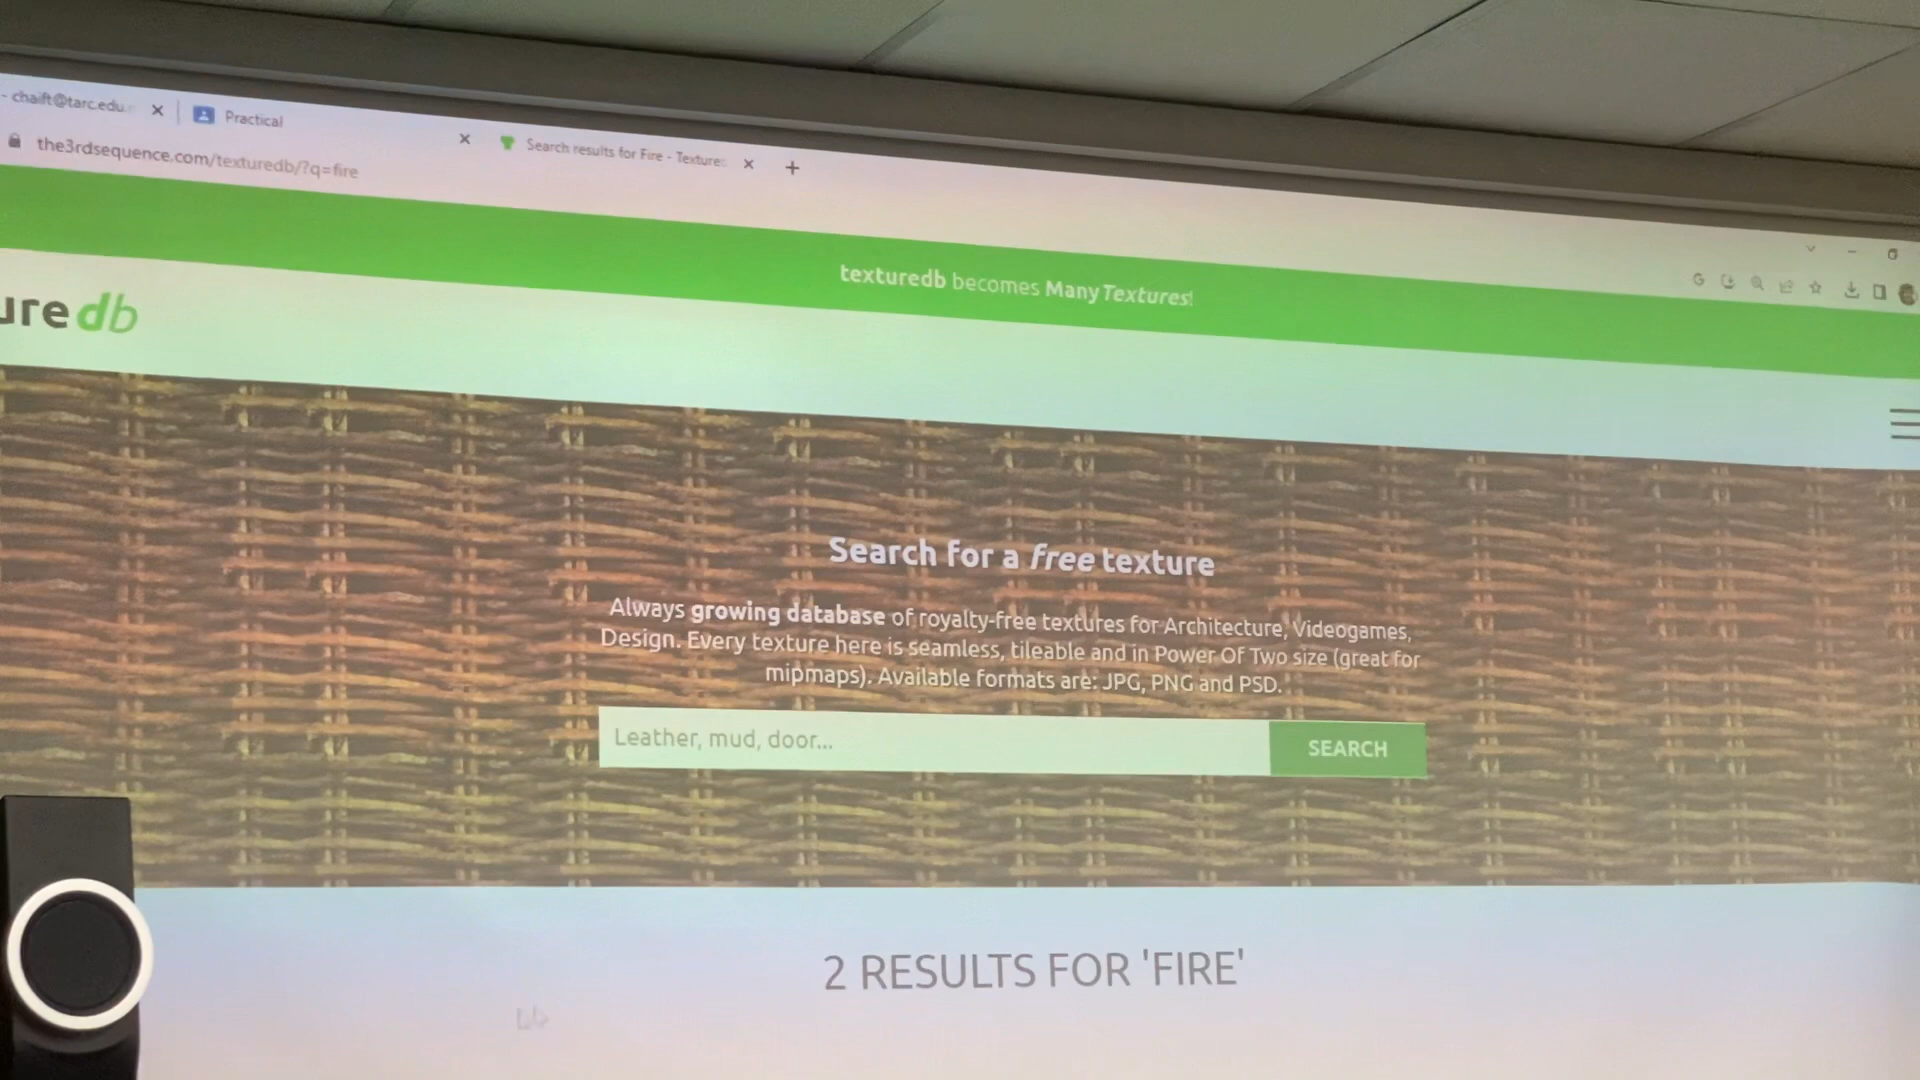 - chaift@tarc.edu.
Practical
Search results for Fire - Texture
the3rdsequence.com/texturedb/?q=fire
texturedb becomes ManyTextures!
ure db
Search for a free texture
Always growing database of royalty-free textures for Architecture, Videogames,
Design. Every texture here is seamless, tileable and in Power Of Two size (great for
mipmaps). Available formats are: JPG, PNG and PSD.
Leather, mud, door...
SEARCH
2 RESULTS FOR 'FIRE'